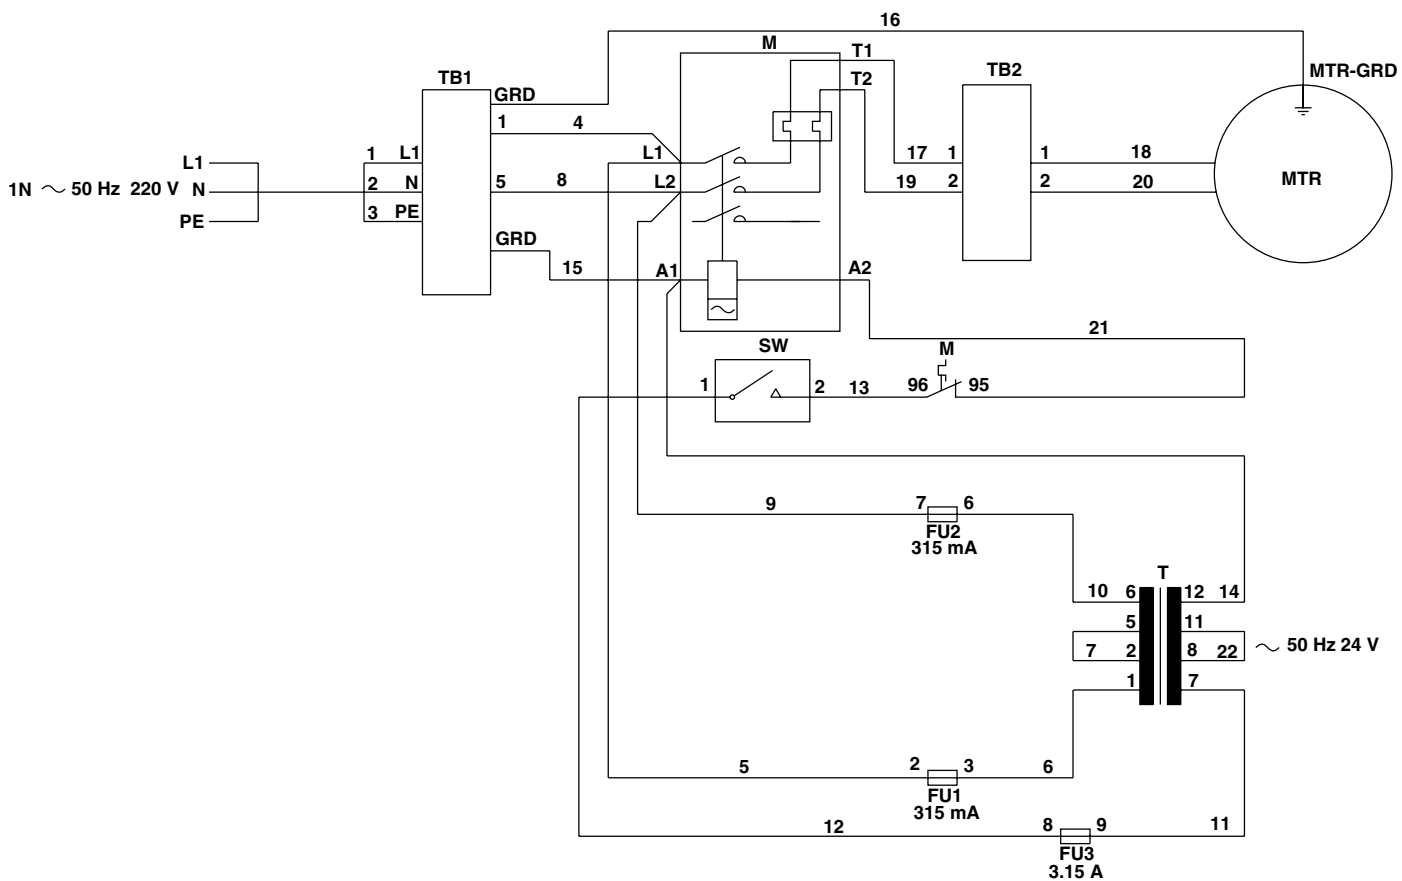 16
M
T1
TB1
TB2
MTR-GRD
GRD
T2
1
4
L1
1
L1
L1
17
1
1
18
1N ~ 50 Hz 220 V
N
2
N
5
8
L2
19
2
2
20
MTR
PE
3
PE
GRD
15
A1
A2
21
SW
M
1
2
13
96
95
9
7
6
FU2
315 mA
T
10
6
12
14
5
11
7
2
8
22
~ 50 Hz 24 V
1
7
5
2
3
6
FU1
315 mA
12
8
9
11
FU3
3.15 A